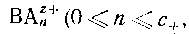 BA_n^{z+} (0 ⩽ n ⩽ c_+,